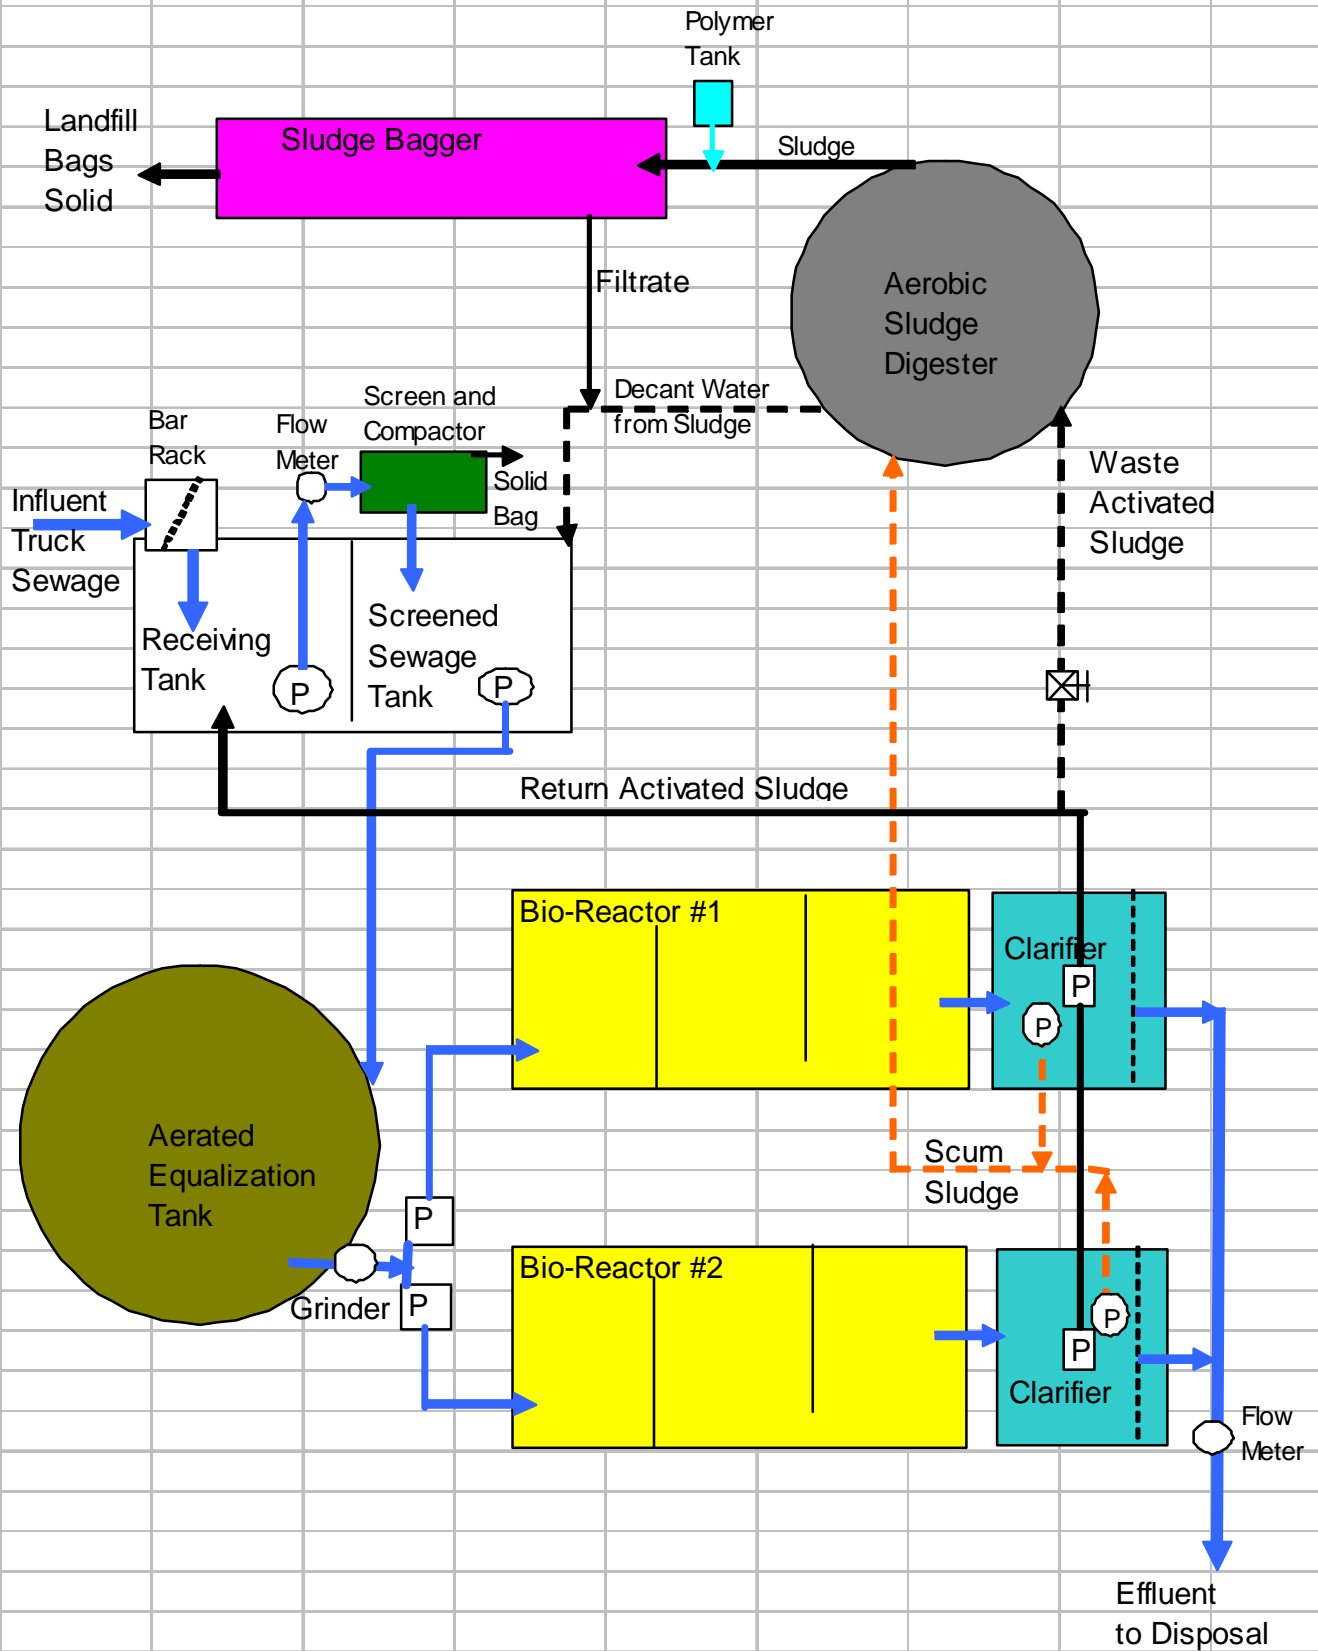 Polymer
Tank
Landfill
Bags
Solid
Sludge Bagger
Sludge
Filtrate
Aerobic
Sludge
Digester
Decant Water
from Sludge
Screen and
Compactor
Bar
Rack
Flow
Meter
Solid
Bag
Waste
Activated
Sludge
Influent
Truck
Sewage
Receiving
Tank
P
Screened
Sewage
Tank
P
Return Activated Sludge
Bio-Reactor #1
Clarifier
P
P
Aerated
Equalization
Tank
Scum
Sludge
P
Grinder
P
Bio-Reactor #2
P
P
Clarifier
Flow
Meter
Effluent
to Disposal